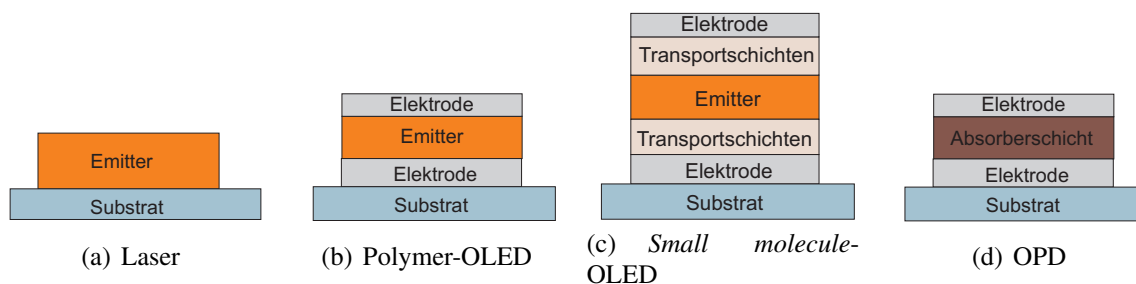 Emitter
Substrat
(a) Laser
Elektrode
Emitter
Elektrode
Substrat
(b) Polymer-OLED
Elektrode
Transportschichten
Emitter
Transportschichten
Elektrode
Substrat
(c) Small molecule-
OLED
Elektrode
Absorberschicht
Elektrode
Substrat
(d) OPD